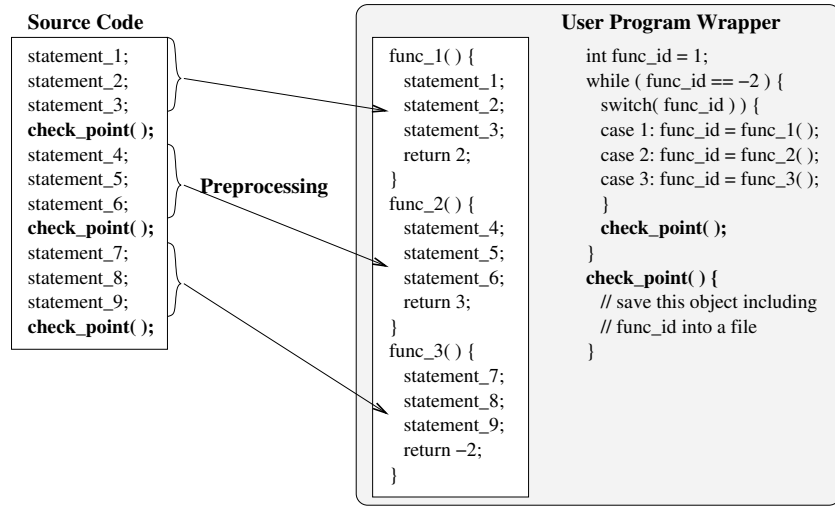 Source Code
statement_1;
statement_2;
statement_3;
check_point( );
statement_4;
statement_5;
statement_6;
check_point( );
statement_7;
statement_8;
statement_9;
check_point( );
Preprocessing
User Program Wrapper
func_1( ) {
statement_1;
statement_2;
statement_3;
return 2;
}
func_2( ) {
statement_4;
statement_5;
statement_6;
return 3;
}
func_3( ) {
statement_7;
statement_8;
statement_9;
return −2;
}
int func_id = 1;
while ( func_id == −2 ) {
switch( func_id ) ) {
case 1: func_id = func_1( );
case 2: func_id = func_2( );
case 3: func_id = func_3( );
}
check_point( );
}
check_point( ) {
// save this object including
// func_id into a file
}